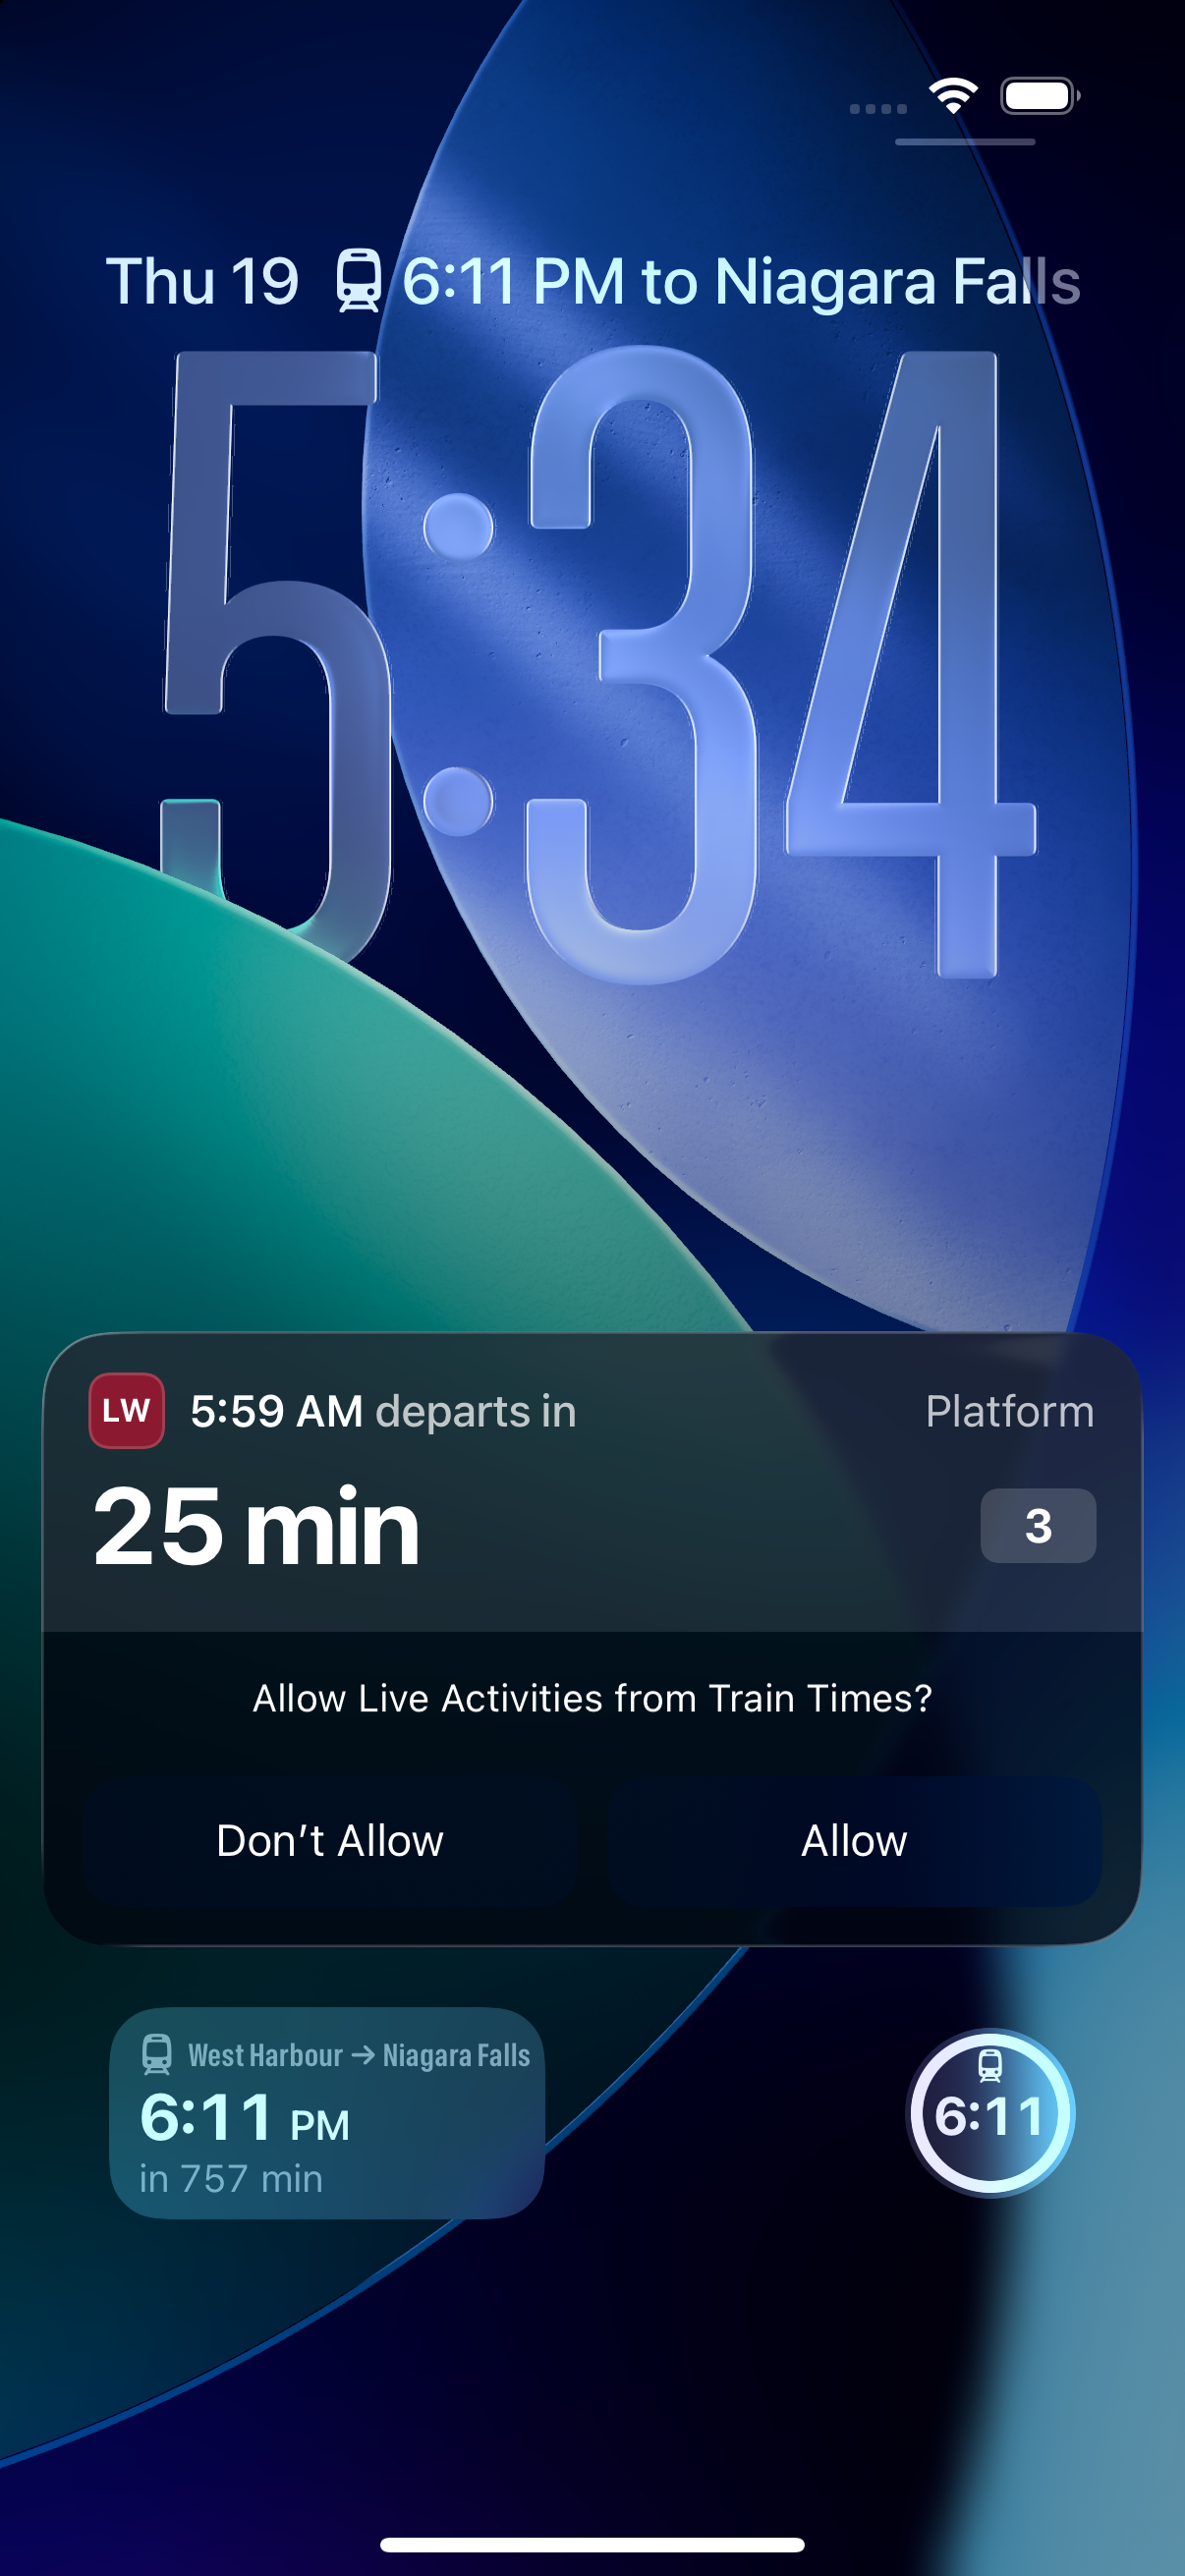 Thu 19 6:11 PM to Niagara Falls
5:34
LW 5:59 AM departs in Platform
25 min 3
Allow Live Activities from Train Times?
Don’t Allow Allow
West Harbour → Niagara Falls
6:11 PM
in 757 min
6:11